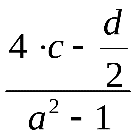 4 · c − d/2
a² − 1